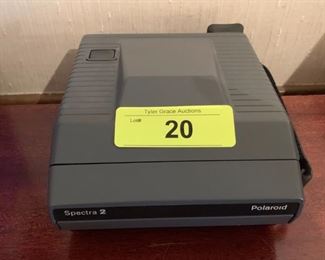 Tyler Grace Auctions
Lot#
20
Spectra 2
Polaroid